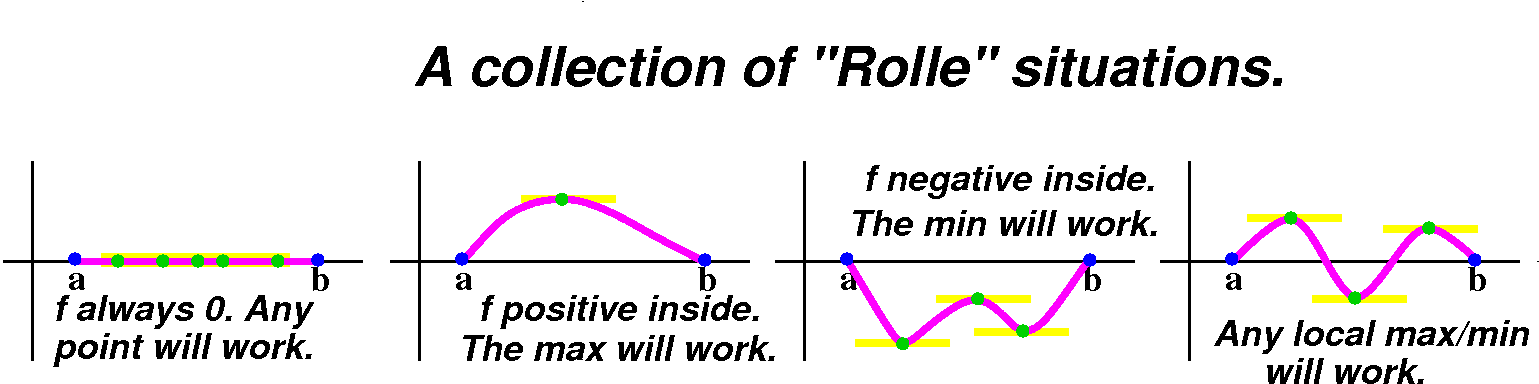 A collection of "Rolle" situations.
a
b
f always 0. Any
point will work.
a
b
f positive inside.
The max will work.
f negative inside.
The min will work.
a
b
a
b
Any local max/min
will work.